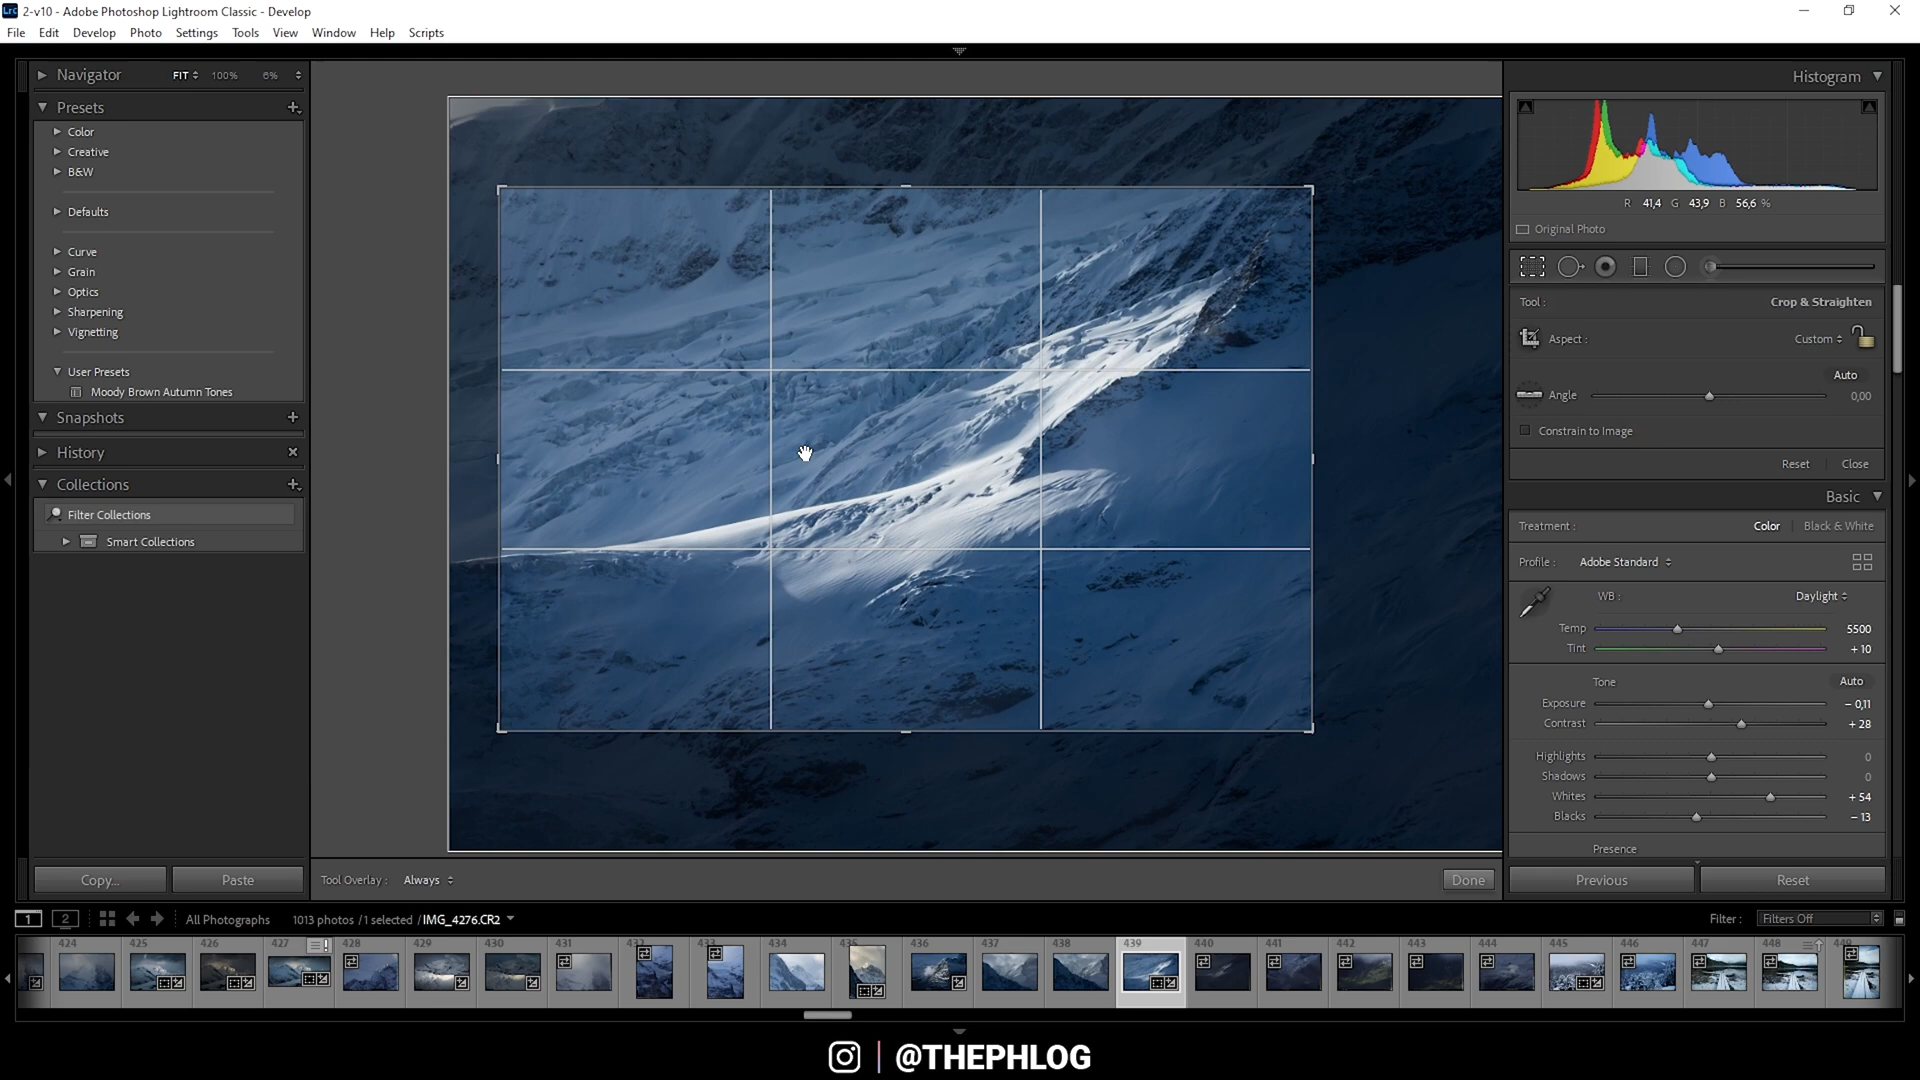 Lrc 2-v10 - Adobe Photoshop Lightroom Classic - Develop
File Edit Develop Photo Settings Tools View Window Help Scripts
Navigator FIT 100% 6%
Presets
Color
Creative
B&W
Defaults
Curve
Grain
Optics
Sharpening
Vignetting
User Presets
Moody Brown Autumn Tones
Snapshots
History
Collections
Filter Collections
Smart Collections
Copy... Paste
Tool Overlay : Always Done
Histogram
R 41,4 G 43,9 B 56,6 %
Original Photo
Tool : Crop & Straighten
Aspect : Custom
Auto
Angle 0,00
Constrain to Image
Reset Close
Basic
Treatment : Color Black & White
Profile : Adobe Standard
WB : Daylight
Temp 5500
Tint + 10
Tone Auto
Exposure – 0,11
Contrast + 28
Highlights 0
Shadows 0
Whites + 54
Blacks – 13
Presence
Previous Reset
1 2 All Photographs 1013 photos / 1 selected / IMG_4276.CR2 Filter : Filters Off
424 425 426 427 428 429 430 431 432 433 434 435 436 437 438 439 440 441 442 443 444 445 446 447 448 449
@THEPHLOG